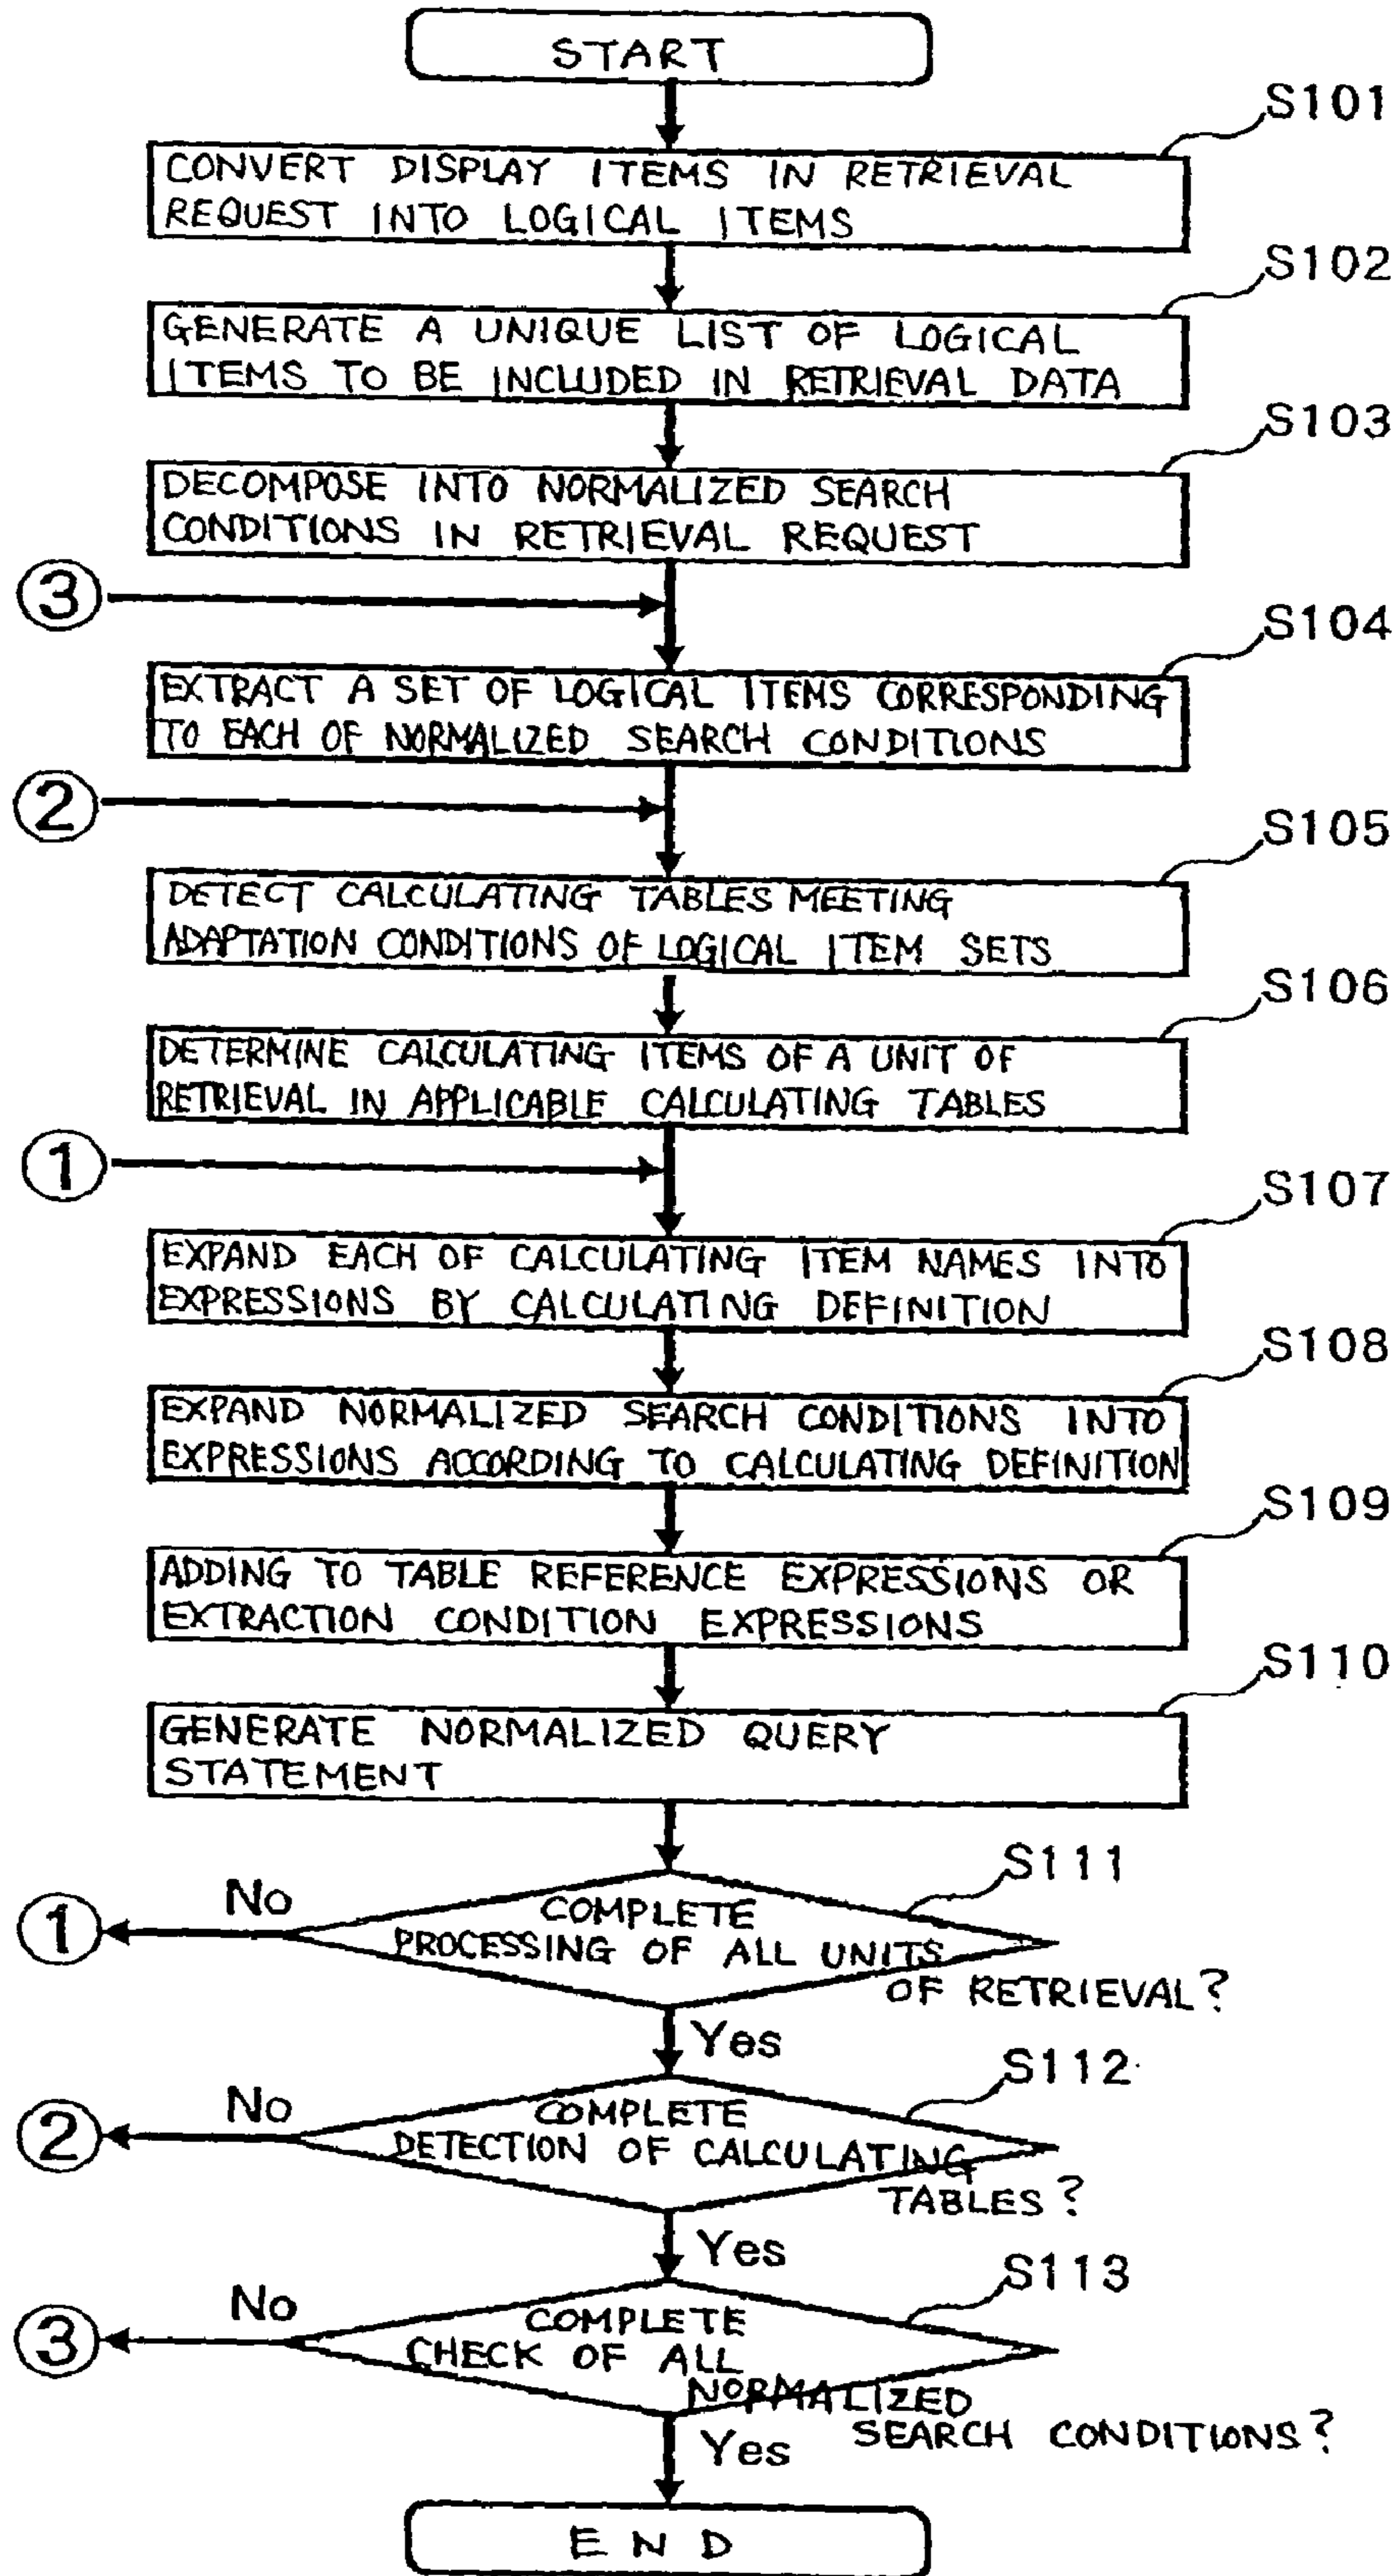 START
S101
CONVERT DISPLAY ITEMS IN RETRIEVAL
REQUEST INTO LOGICAL ITEMS
S102
GENERATE A UNIQUE LIST OF LOGICAL
ITEMS TO BE INCLUDED IN RETRIEVAL DATA
S103
DECOMPOSE INTO NORMALIZED SEARCH
CONDITIONS IN RETRIEVAL REQUEST
③
S104
EXTRACT A SET OF LOGICAL ITEMS CORRESPONDING
TO EACH OF NORMALIZED SEARCH CONDITIONS
②
S105
DETECT CALCULATING TABLES MEETING
ADAPTATION CONDITIONS OF LOGICAL ITEM SETS
S106
DETERMINE CALCULATING ITEMS OF A UNIT OF
RETRIEVAL IN APPLICABLE CALCULATING TABLES
①
S107
EXPAND EACH OF CALCULATING ITEM NAMES INTO
EXPRESSIONS BY CALCULATING DEFINITION
S108
EXPAND NORMALIZED SEARCH CONDITIONS INTO
EXPRESSIONS ACCORDING TO CALCULATING DEFINITION
S109
ADDING TO TABLE REFERENCE EXPRESSIONS OR
EXTRACTION CONDITION EXPRESSIONS
S110
GENERATE NORMALIZED QUERY
STATEMENT
S111
No
①
COMPLETE
PROCESSING OF ALL UNITS
OF RETRIEVAL?
Yes
S112
No
②
COMPLETE
DETECTION OF CALCULATING
TABLES?
Yes
S113
No
③
COMPLETE
CHECK OF ALL
NORMALIZED
SEARCH CONDITIONS?
Yes
END